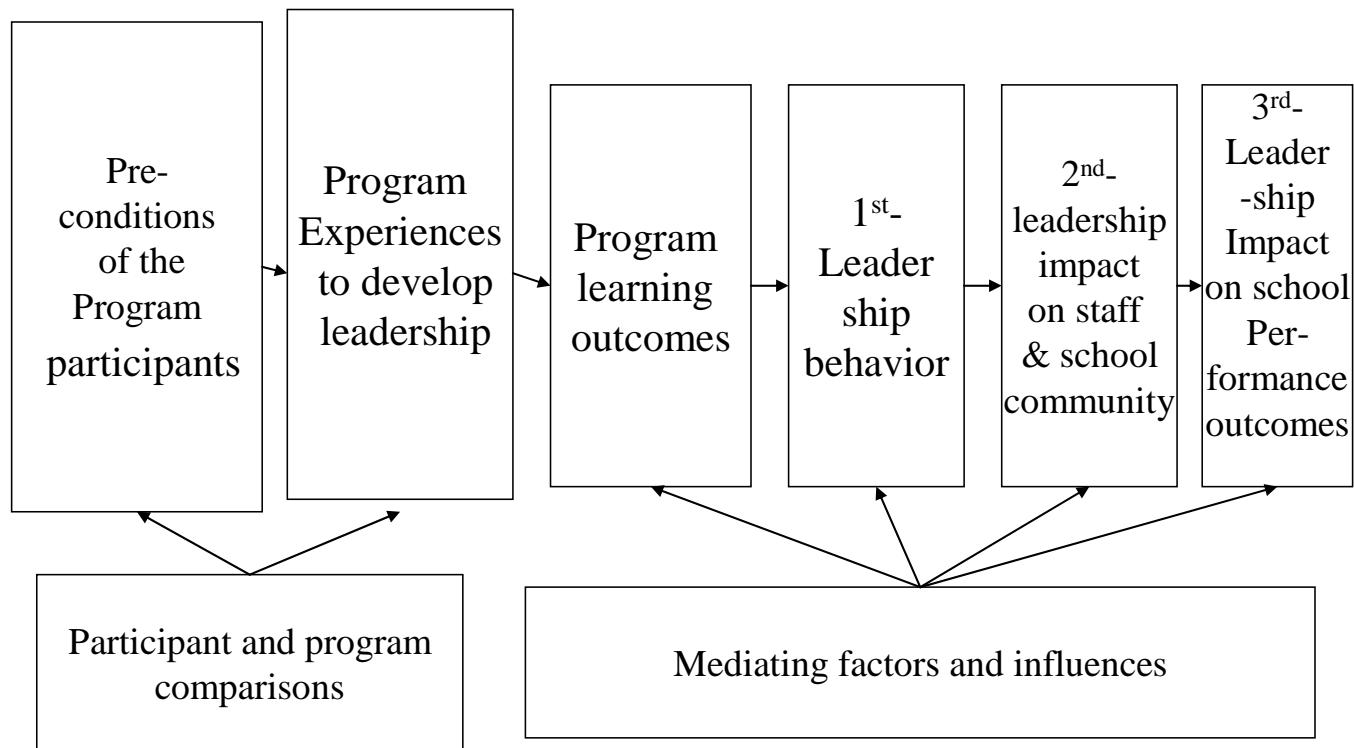 Pre-
conditions
of the
Program
participants
Program
Experiences
to develop
leadership
Program
learning
outcomes
1st-
Leader
ship
behavior
2nd-
leadership
impact
on staff
& school
community
3rd-
Leader
-ship
Impact
on school
Per-
formance
outcomes
Participant and program
comparisons
Mediating factors and influences